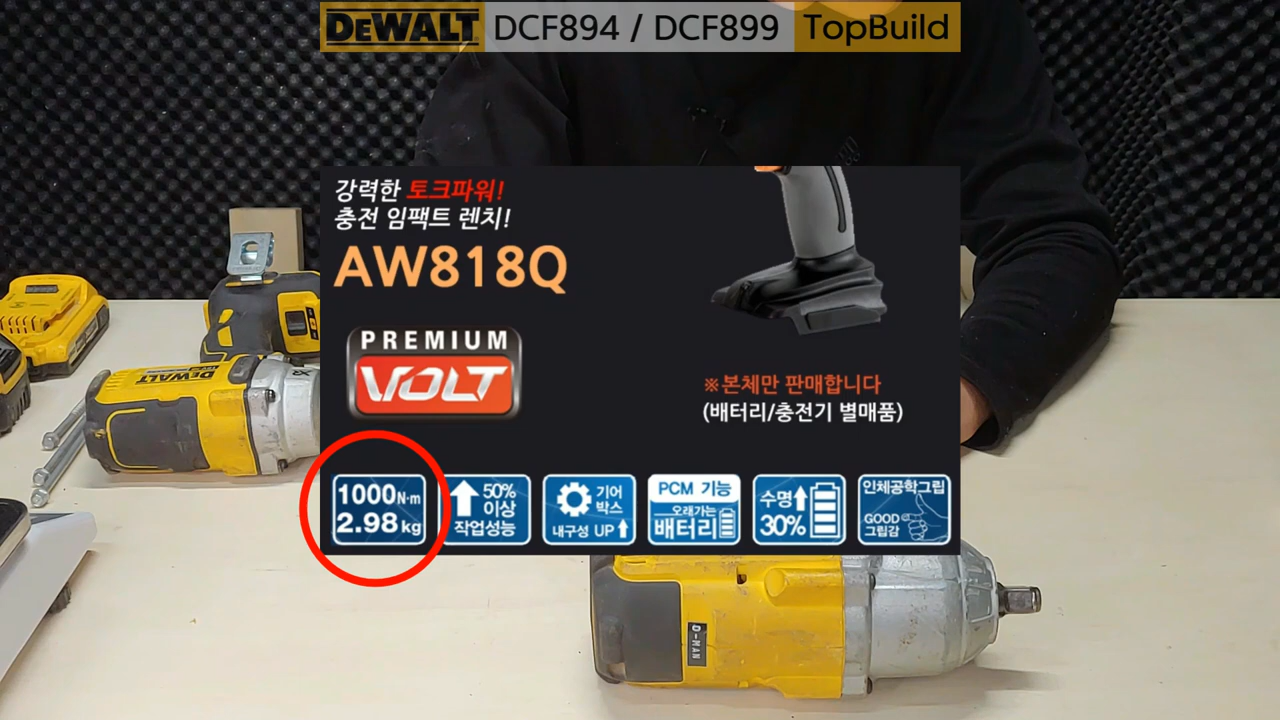 DEWALT DCF894 / DCF899 TopBuild
강력한 토크파워!
충전 임팩트 렌치!
AW818Q
PREMIUM
VOLT
※본체만 판매합니다
(배터리/충전기 별매품)
1000N·m
2.98kg
50%
이상
작업성능
기어
박스
내구성 UP
PCM 기능
오래가는
배터리
수명
30%
인체공학그립
GOOD
그립감
DEWALT
D-MAN